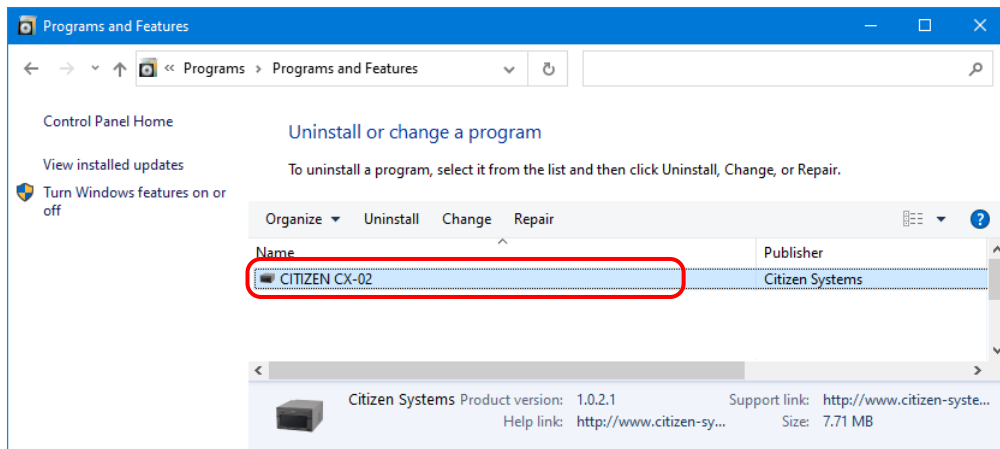 Programs and Features
« Programs > Programs and Features
Control Panel Home
View installed updates
Turn Windows features on or
off
Uninstall or change a program
To uninstall a program, select it from the list and then click Uninstall, Change, or Repair.
Organize Uninstall Change Repair
Name Publisher
CITIZEN CX-02 Citizen Systems
Citizen Systems Product version: 1.0.2.1 Support link: http://www.citizen-syste...
Help link: http://www.citizen-sy... Size: 7.71 MB